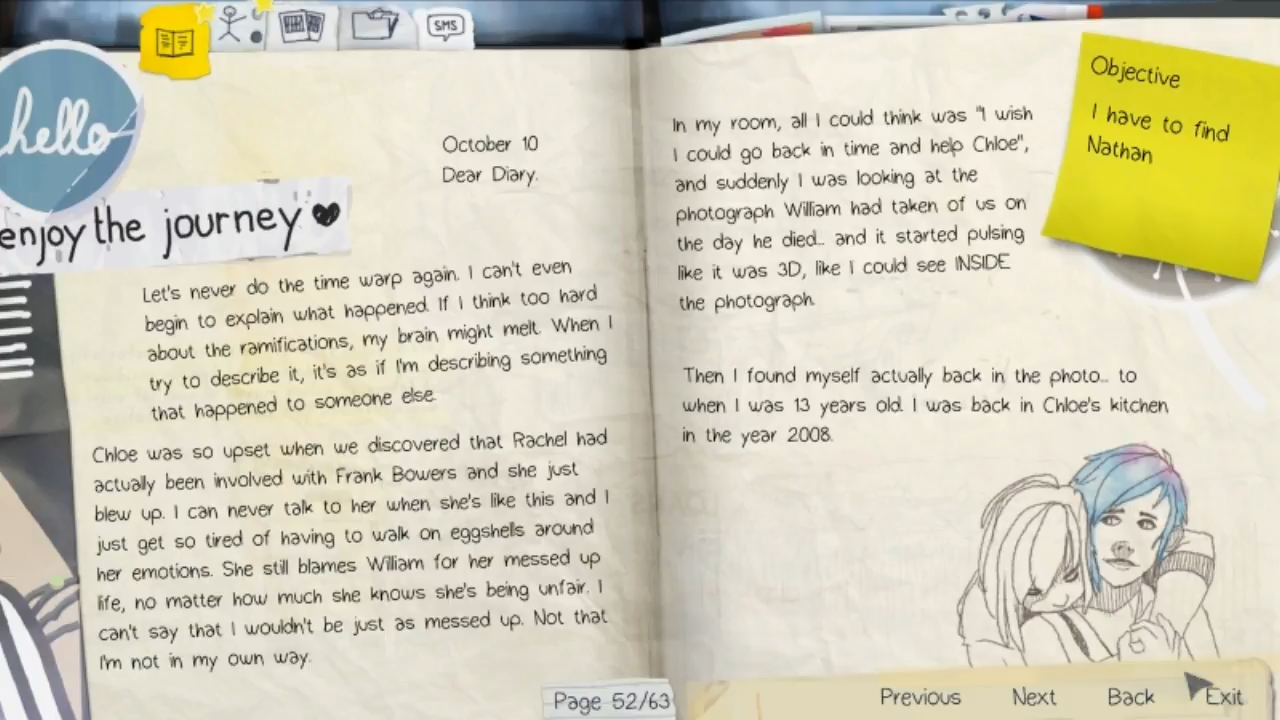 SMS
hello
enjoy the journey
October 10
Dear Diary.
Let's never do the time warp again. I can't even
begin to explain what happened. If I think too hard
about the ramifications, my brain might melt. When I
try to describe it, it's as if I'm describing something
that happened to someone else.
Chloe was so upset when we discovered that Rachel had
actually been involved with Frank Bowers and she just
blew up. I can never talk to her when she's like this and I
just get so tired of having to walk on eggshells around
her emotions. She still blames William for her messed up
life, no matter how much she knows she's being unfair. I
can't say that I wouldn't be just as messed up. Not that
I'm not in my own way.
Page 52/63
In my room, all I could think was "I wish
I could go back in time and help Chloe",
and suddenly I was looking at the
photograph William had taken of us on
the day he died... and it started pulsing
like it was 3D, like I could see INSIDE
the photograph.
Then I found myself actually back in the photo... to
when I was 13 years old. I was back in Chloe's kitchen
in the year 2008.
Objective
I have to find
Nathan
Previous Next Back Exit